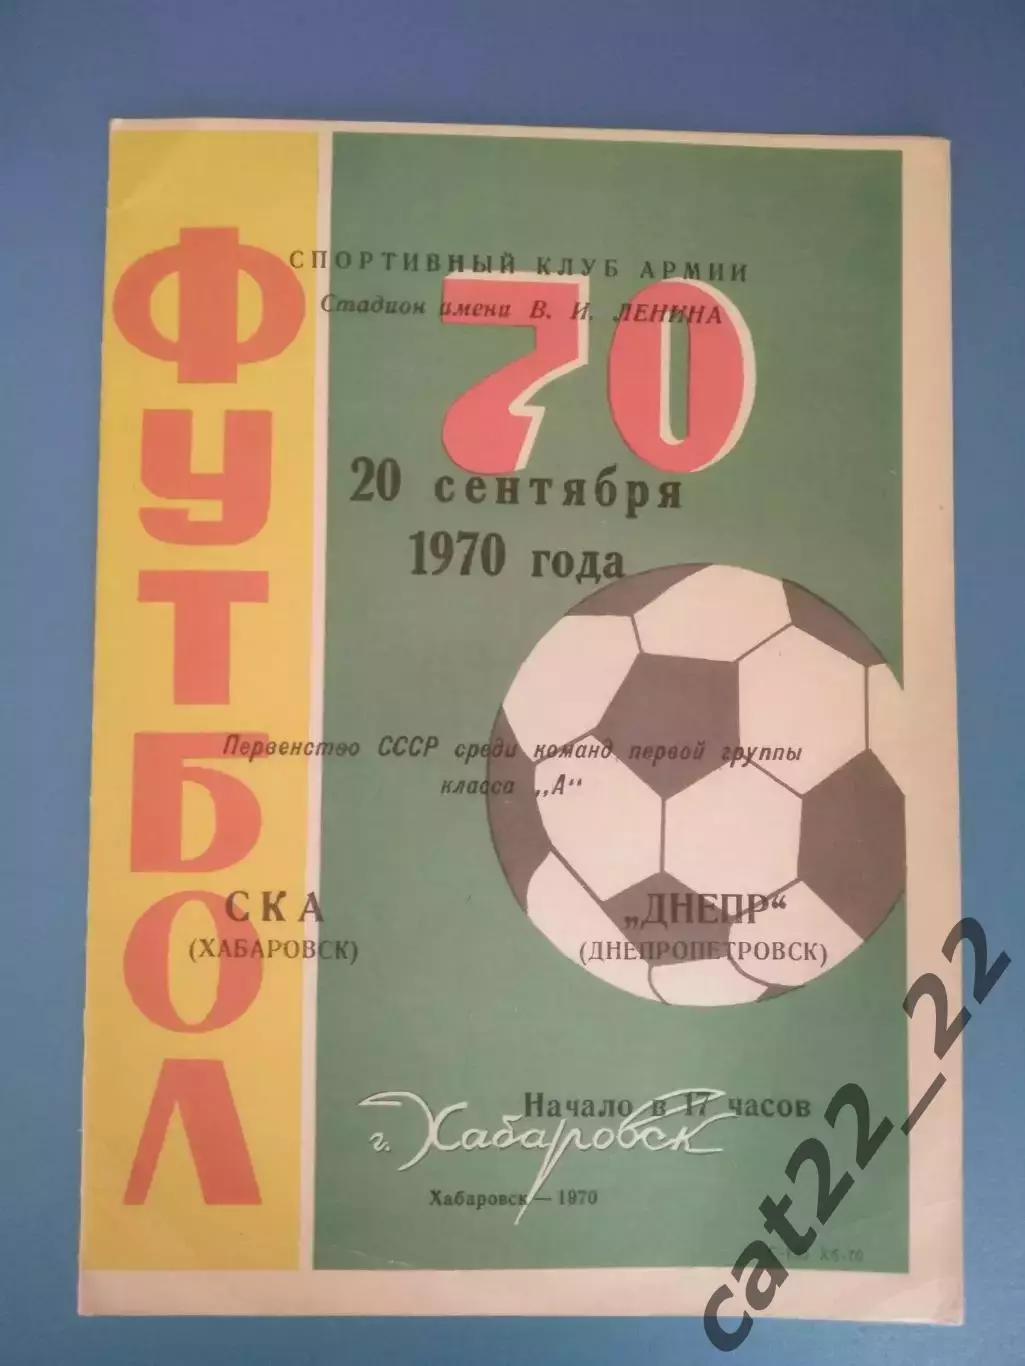 ФУТБОЛ
СПОРТИВНЫЙ КЛУБ АРМИИ
Стадион имени В. И. ЛЕНИНА
70
20 сентября
1970 года
Первенство СССР среди команд первой группы
класса „А“
СКА
(ХАБАРОВСК)
„ДНЕПР“
(ДНЕПРОПЕТРОВСК)
Начало в 17 часов
г. Хабаровск
Хабаровск — 1970
cat22_22